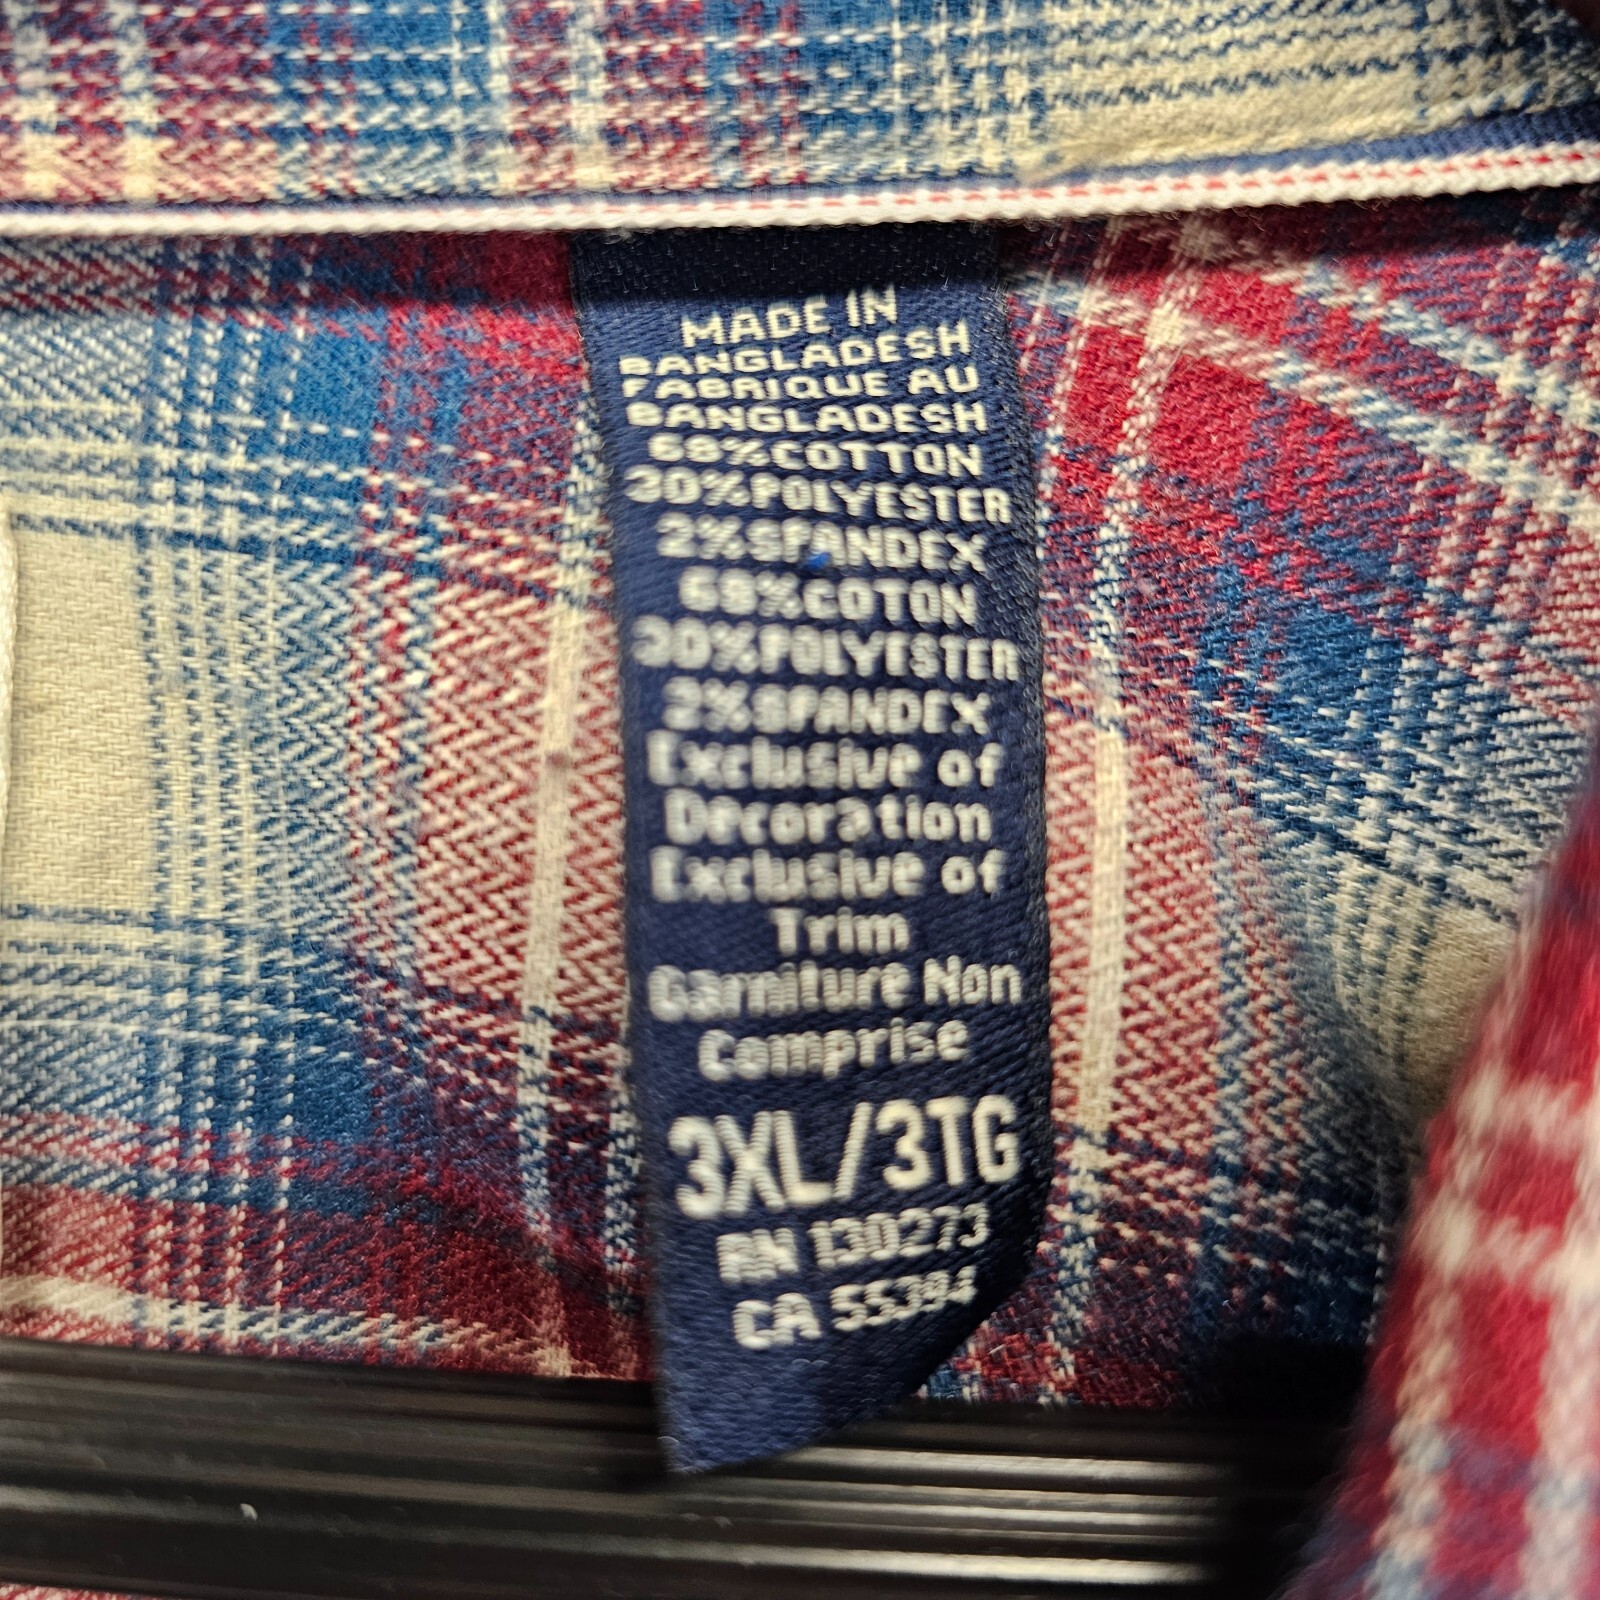 MADE IN
BANGLADESH
FABRIQUE AU
BANGLADESH
68%COTTON
30%POLYESTER
2%SPANDEX
68%COTON
30%POLYESTER
2%SPANDEX
Exclusive of
Decoration
Exclusive of
Trim
Garniture Non
Comprise
3XL/3TG
RN 130273
CA 55394